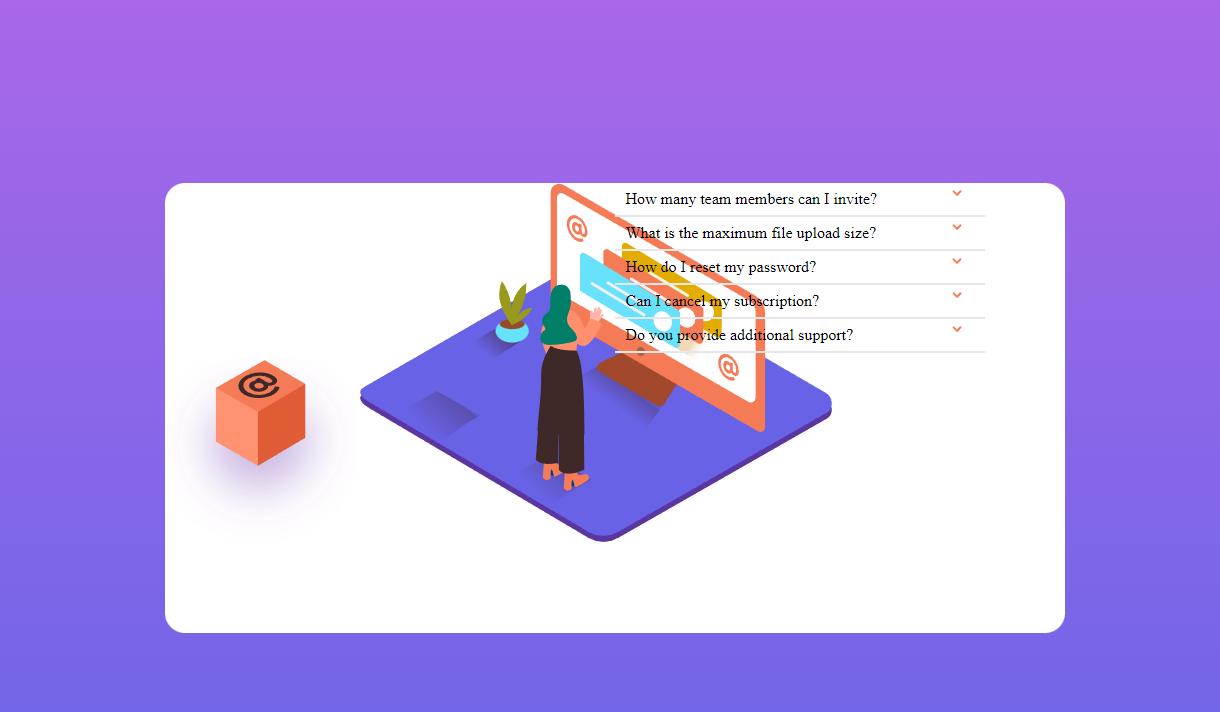 How many team members can I invite?
What is the maximum file upload size?
How do I reset my password?
Can I cancel my subscription?
Do you provide additional support?
@
@
@